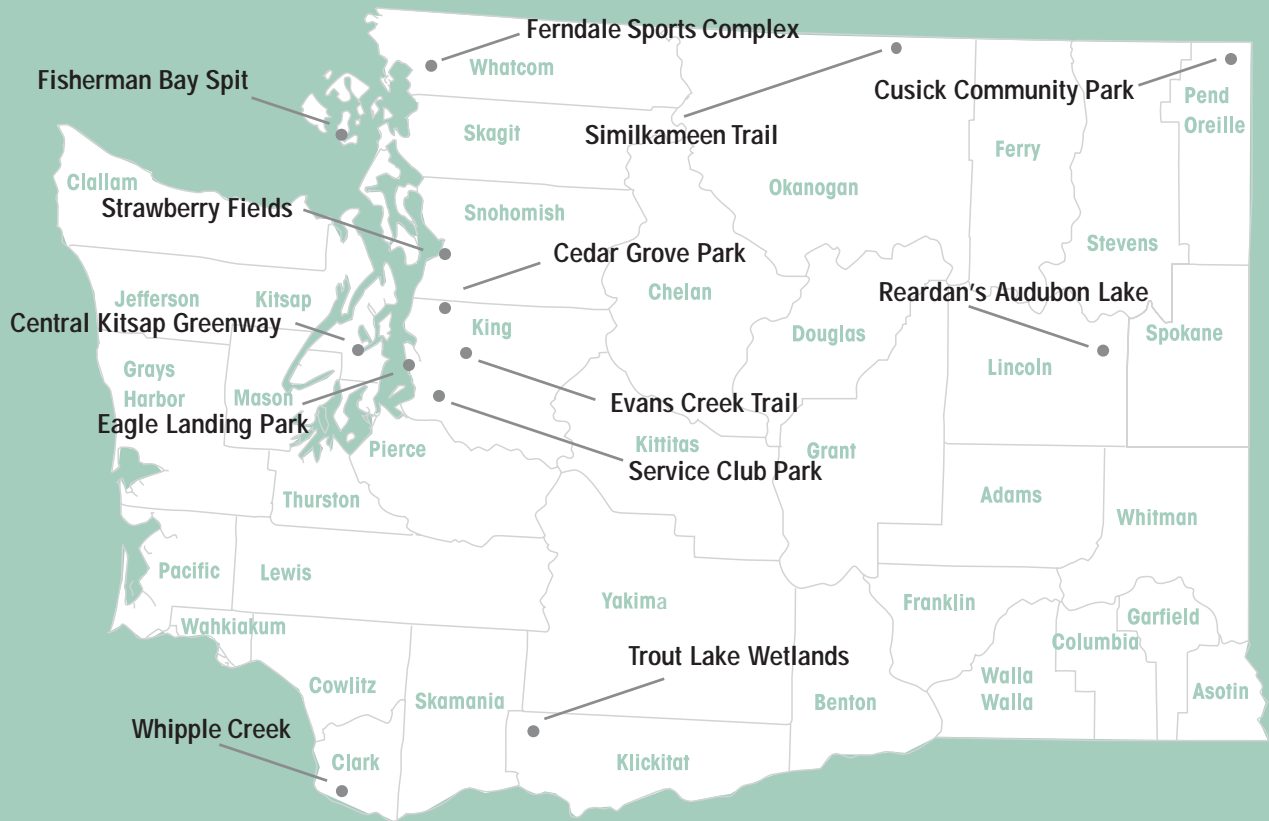 Ferndale Sports Complex
Whatcom
Fisherman Bay Spit
Cusick Community Park
Pend
Oreille
Similkameen Trail
Skagit
Ferry
Clallam
Okanogan
Strawberry Fields
Snohomish
Stevens
Cedar Grove Park
Chelan
Reardan's Audubon Lake
Jefferson
Kitsap
Central Kitsap Greenway
King
Douglas
Spokane
Grays
Harbor
Mason
Lincoln
Evans Creek Trail
Eagle Landing Park
Pierce
Kittitas
Grant
Service Club Park
Thurston
Adams
Whitman
Pacific
Lewis
Yakima
Franklin
Garfield
Wahkiakum
Columbia
Trout Lake Wetlands
Walla
Walla
Cowlitz
Skamania
Benton
Asotin
Whipple Creek
Clark
Klickitat